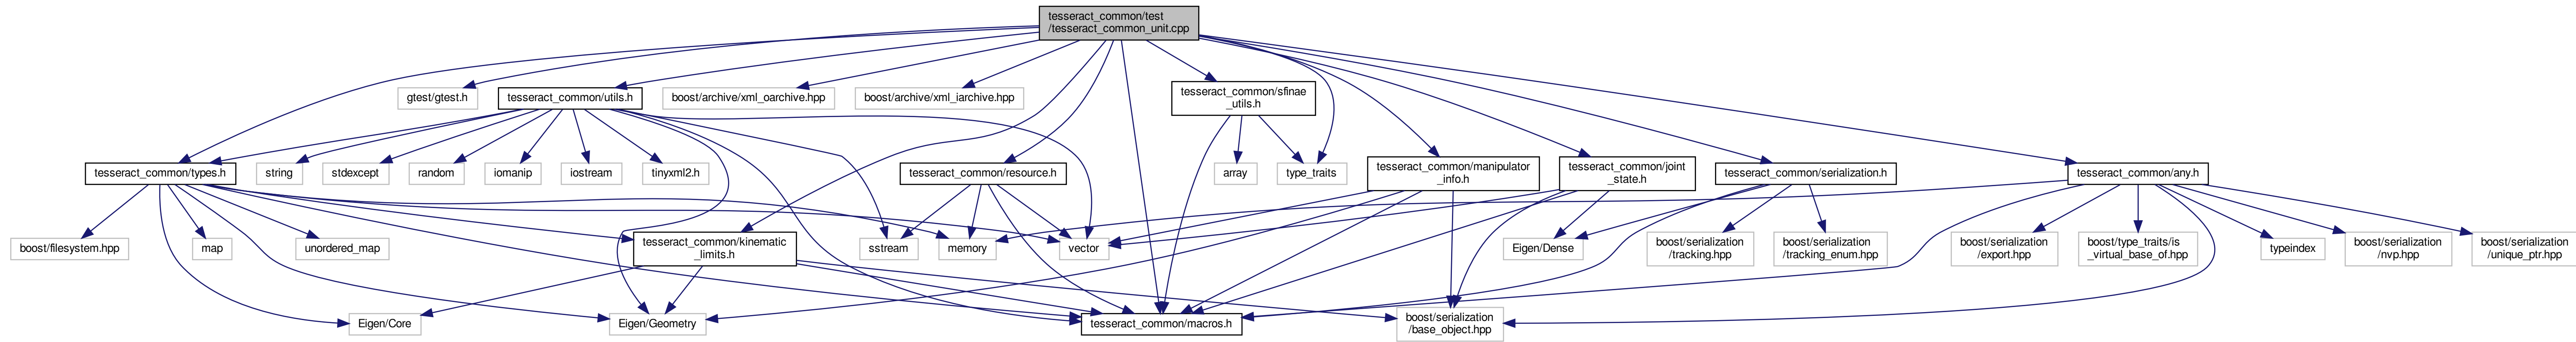 tesseract_common/test
/tesseract_common_unit.cpp
gtest/gtest.h
tesseract_common/utils.h
boost/archive/xml_oarchive.hpp
boost/archive/xml_iarchive.hpp
tesseract_common/sfinae
_utils.h
tesseract_common/types.h
string
stdexcept
random
iomanip
iostream
tinyxml2.h
tesseract_common/resource.h
array
type_traits
tesseract_common/manipulator
_info.h
tesseract_common/joint
_state.h
tesseract_common/serialization.h
tesseract_common/any.h
boost/filesystem.hpp
map
unordered_map
tesseract_common/kinematic
_limits.h
sstream
memory
vector
Eigen/Dense
boost/serialization
/tracking.hpp
boost/serialization
/tracking_enum.hpp
boost/serialization
/export.hpp
boost/type_traits/is
_virtual_base_of.hpp
typeindex
boost/serialization
/nvp.hpp
boost/serialization
/unique_ptr.hpp
Eigen/Core
Eigen/Geometry
tesseract_common/macros.h
boost/serialization
/base_object.hpp